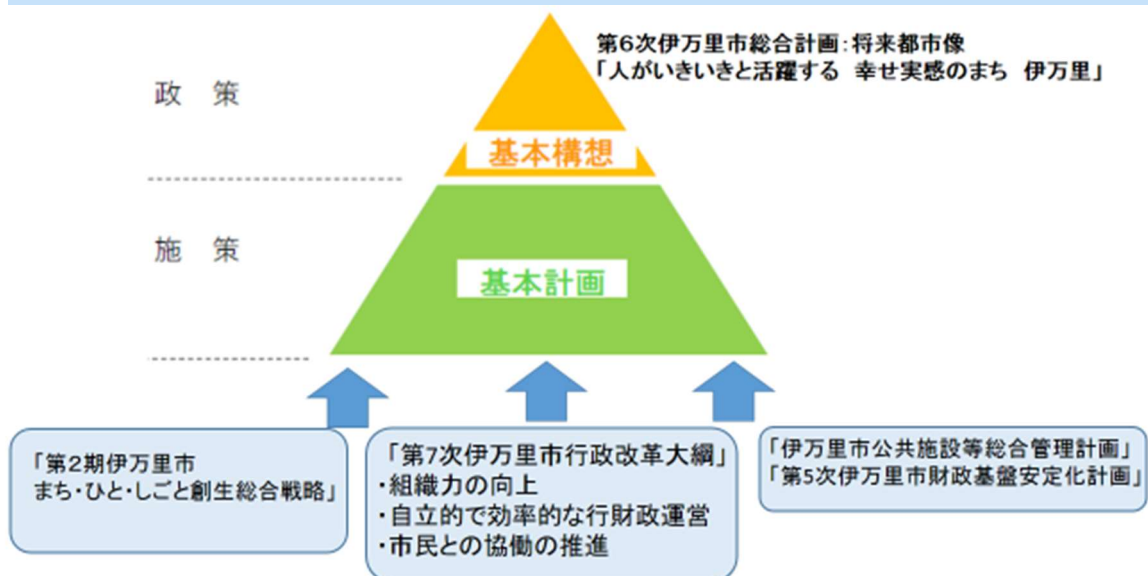 第6次伊万里市総合計画:将来都市像
「人がいきいきと活躍する 幸せ実感のまち 伊万里」
政 策
基本構想
施 策
基本計画
「第2期伊万里市
まち・ひと・しごと創生総合戦略」
「第7次伊万里市行政改革大綱」
・組織力の向上
・自立的で効率的な行財政運営
・市民との協働の推進
「伊万里市公共施設等総合管理計画」
「第5次伊万里市財政基盤安定化計画」